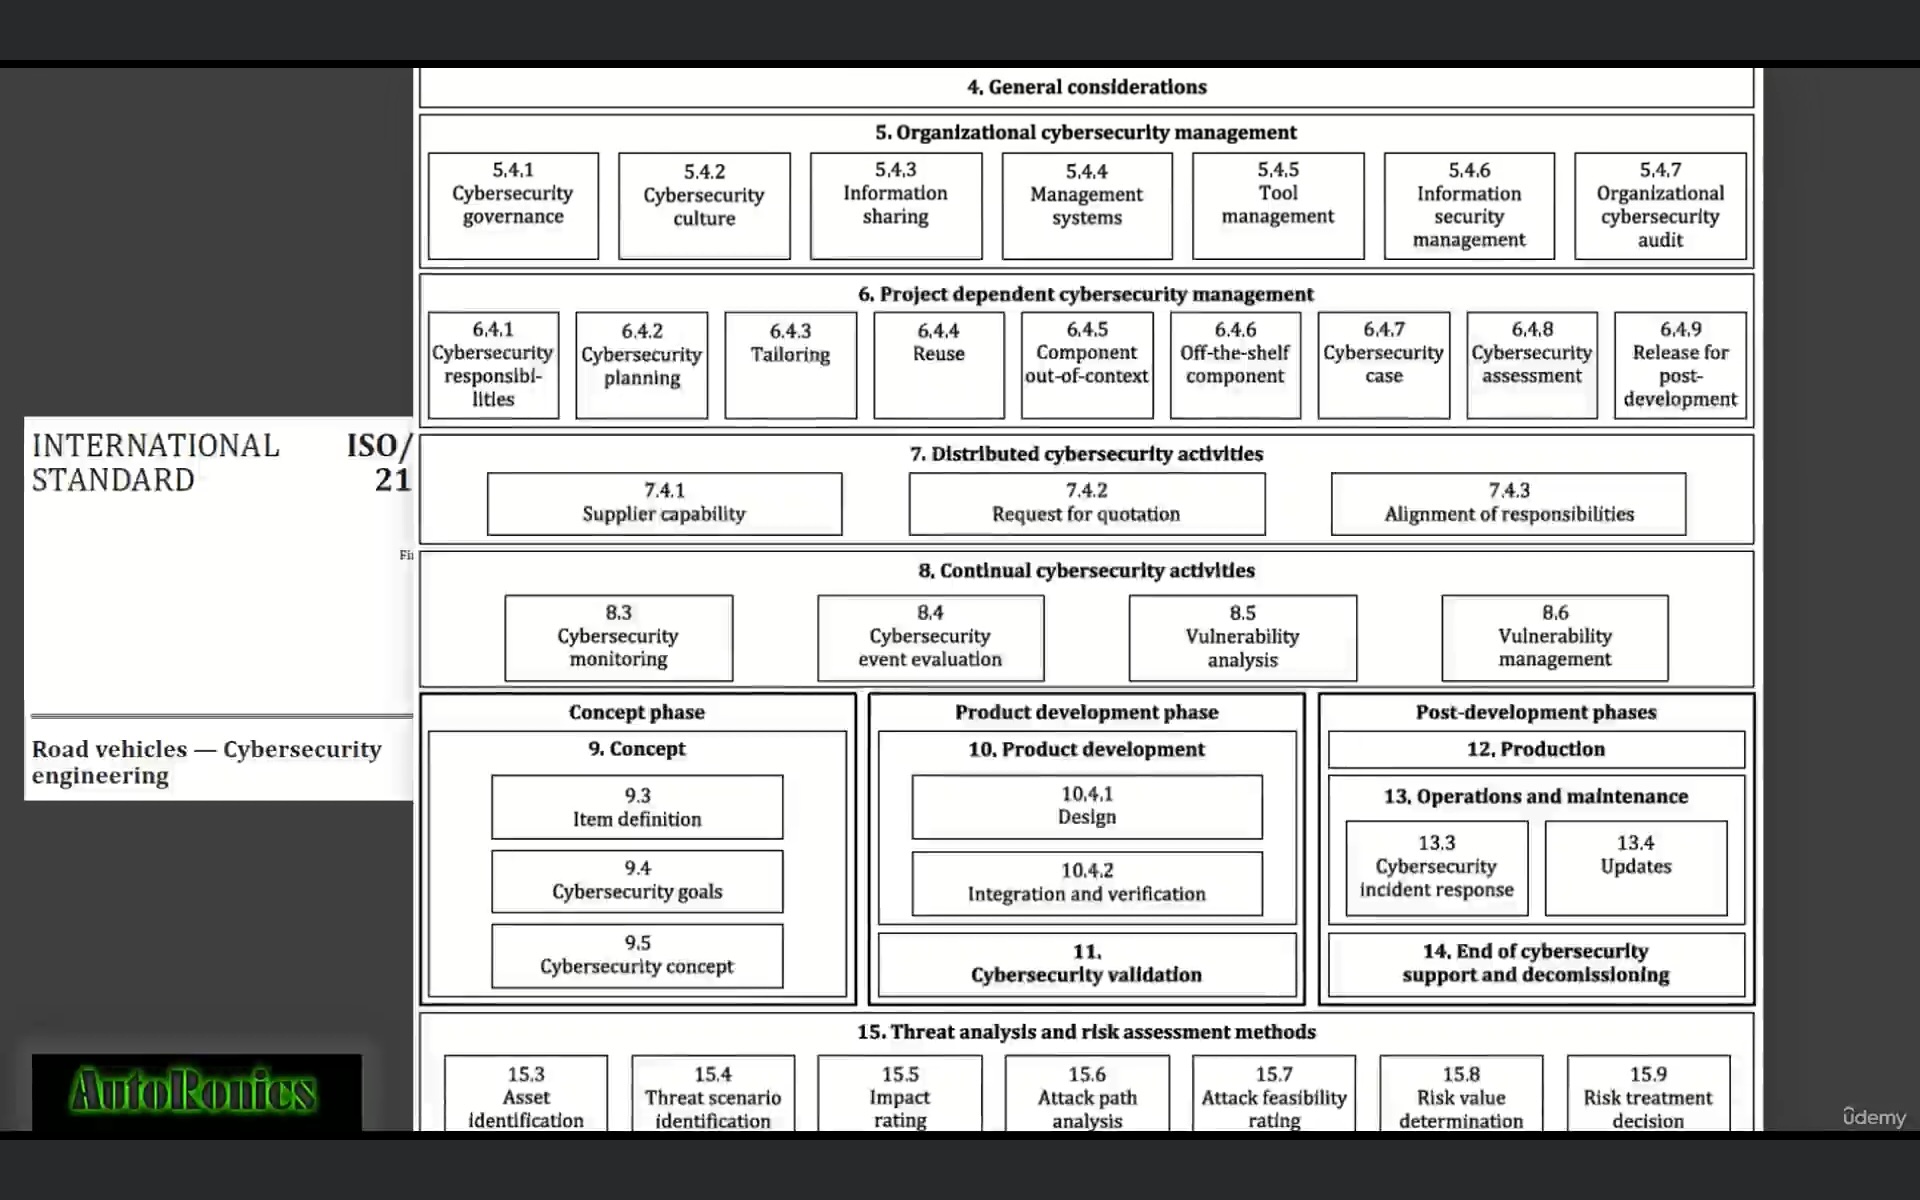 4. General considerations
5. Organizational cybersecurity management
5.4.1
Cybersecurity
governance
5.4.2
Cybersecurity
culture
5.4.3
Information
sharing
5.4.4
Management
systems
5.4.5
Tool
management
5.4.6
Information
security
management
5.4.7
Organizational
cybersecurity
audit
6. Project dependent cybersecurity management
6.4.1
Cybersecurity
responsibi-
lities
6.4.2
Cybersecurity
planning
6.4.3
Tailoring
6.4.4
Reuse
6.4.5
Component
out-of-context
6.4.6
Off-the-shelf
component
6.4.7
Cybersecurity
case
6.4.8
Cybersecurity
assessment
6.4.9
Release for
post-
development
7. Distributed cybersecurity activities
7.4.1
Supplier capability
7.4.2
Request for quotation
7.4.3
Alignment of responsibilities
8. Continual cybersecurity activities
8.3
Cybersecurity
monitoring
8.4
Cybersecurity
event evaluation
8.5
Vulnerability
analysis
8.6
Vulnerability
management
Concept phase
9. Concept
9.3
Item definition
9.4
Cybersecurity goals
9.5
Cybersecurity concept
Product development phase
10. Product development
10.4.1
Design
10.4.2
Integration and verification
11.
Cybersecurity validation
Post-development phases
12. Production
13. Operations and maintenance
13.3
Cybersecurity
incident response
13.4
Updates
14. End of cybersecurity
support and decomissioning
15. Threat analysis and risk assessment methods
15.3
Asset
identification
15.4
Threat scenario
identification
15.5
Impact
rating
15.6
Attack path
analysis
15.7
Attack feasibility
rating
15.8
Risk value
determination
15.9
Risk treatment
decision
INTERNATIONAL ISO/
STANDARD 21
Road vehicles — Cybersecurity
engineering
AutoRonics
ûdemy